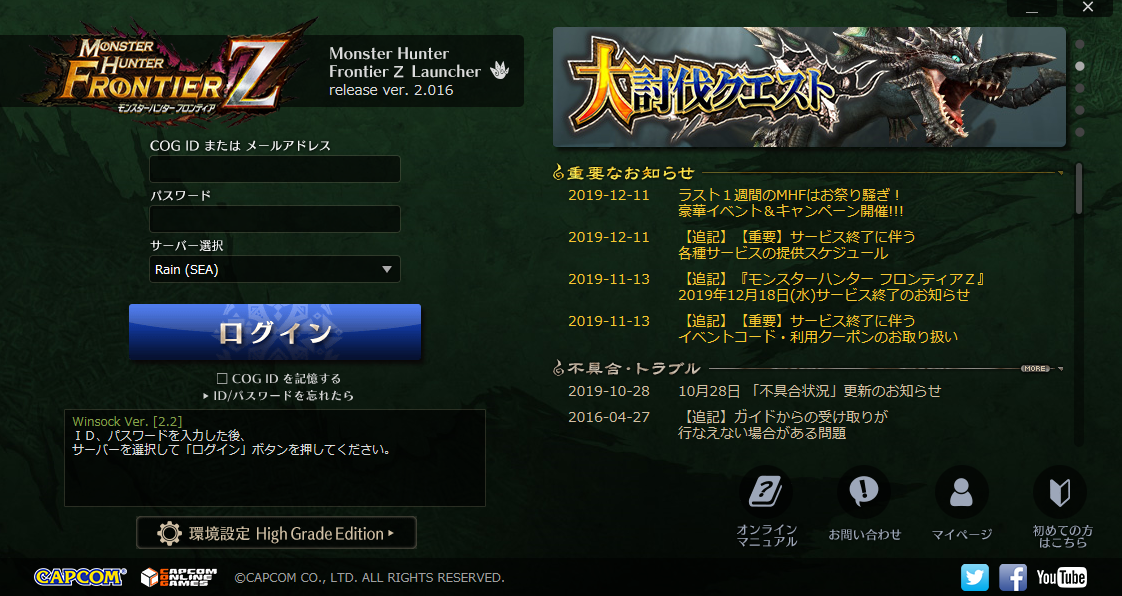 MONSTER
HUNTER
FRONTIER Z
モンスターハンター フロンティア
Monster Hunter
Frontier Z Launcher
release ver. 2.016
COG ID または メールアドレス
パスワード
サーバー選択
Rain (SEA)
ログイン
COG ID を記憶する
ID/パスワードを忘れたら
Winsock Ver. [2.2]
ＩＤ、パスワードを入力した後、
サーバーを選択して「ログイン」ボタンを押してください。
環境設定 High Grade Edition
大討伐クエスト
重要なお知らせ
2019-12-11 ラスト１週間のMHFはお祭り騒ぎ！
豪華イベント＆キャンペーン開催!!!
2019-12-11 【追記】【重要】サービス終了に伴う
各種サービスの提供スケジュール
2019-11-13 【追記】『モンスターハンター フロンティアＺ』
2019年12月18日(水)サービス終了のお知らせ
2019-11-13 【追記】【重要】サービス終了に伴う
イベントコード・利用クーポンのお取り扱い
不具合・トラブル
MORE
2019-10-28 10月28日 「不具合状況」更新のお知らせ
2016-04-27 【追記】ガイドからの受け取りが
行なえない場合がある問題
オンライン
マニュアル
お問い合わせ
マイページ
初めての方
はこちら
CAPCOM
CAPCOM
ONLINE
GAMES
©CAPCOM CO., LTD. ALL RIGHTS RESERVED.
YouTube